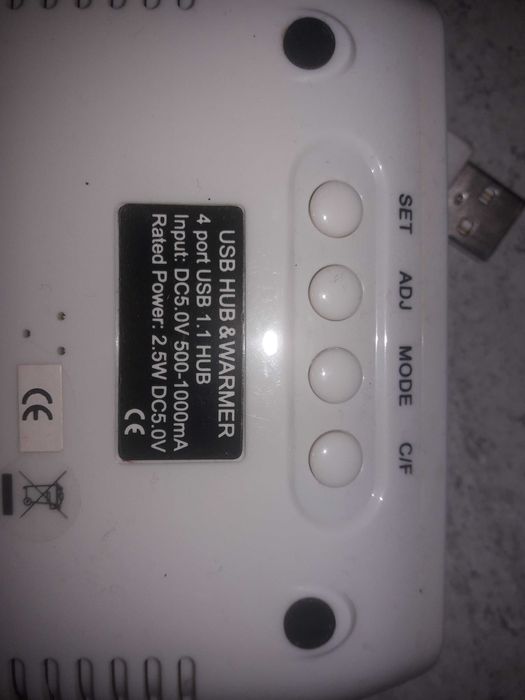 SET ADJ MODE C/F
USB HUB & WARMER
4 port USB 1.1 HUB
Input: DC5.0V 500-1000mA
Rated Power: 2.5W DC5.0V
CE
CE